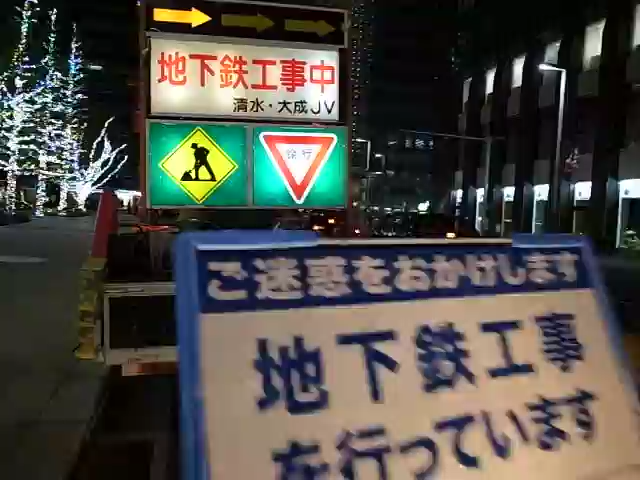 地下鉄工事中
清水・大成JV
徐行
ご迷惑をおかけします
地下鉄工事
を行っています